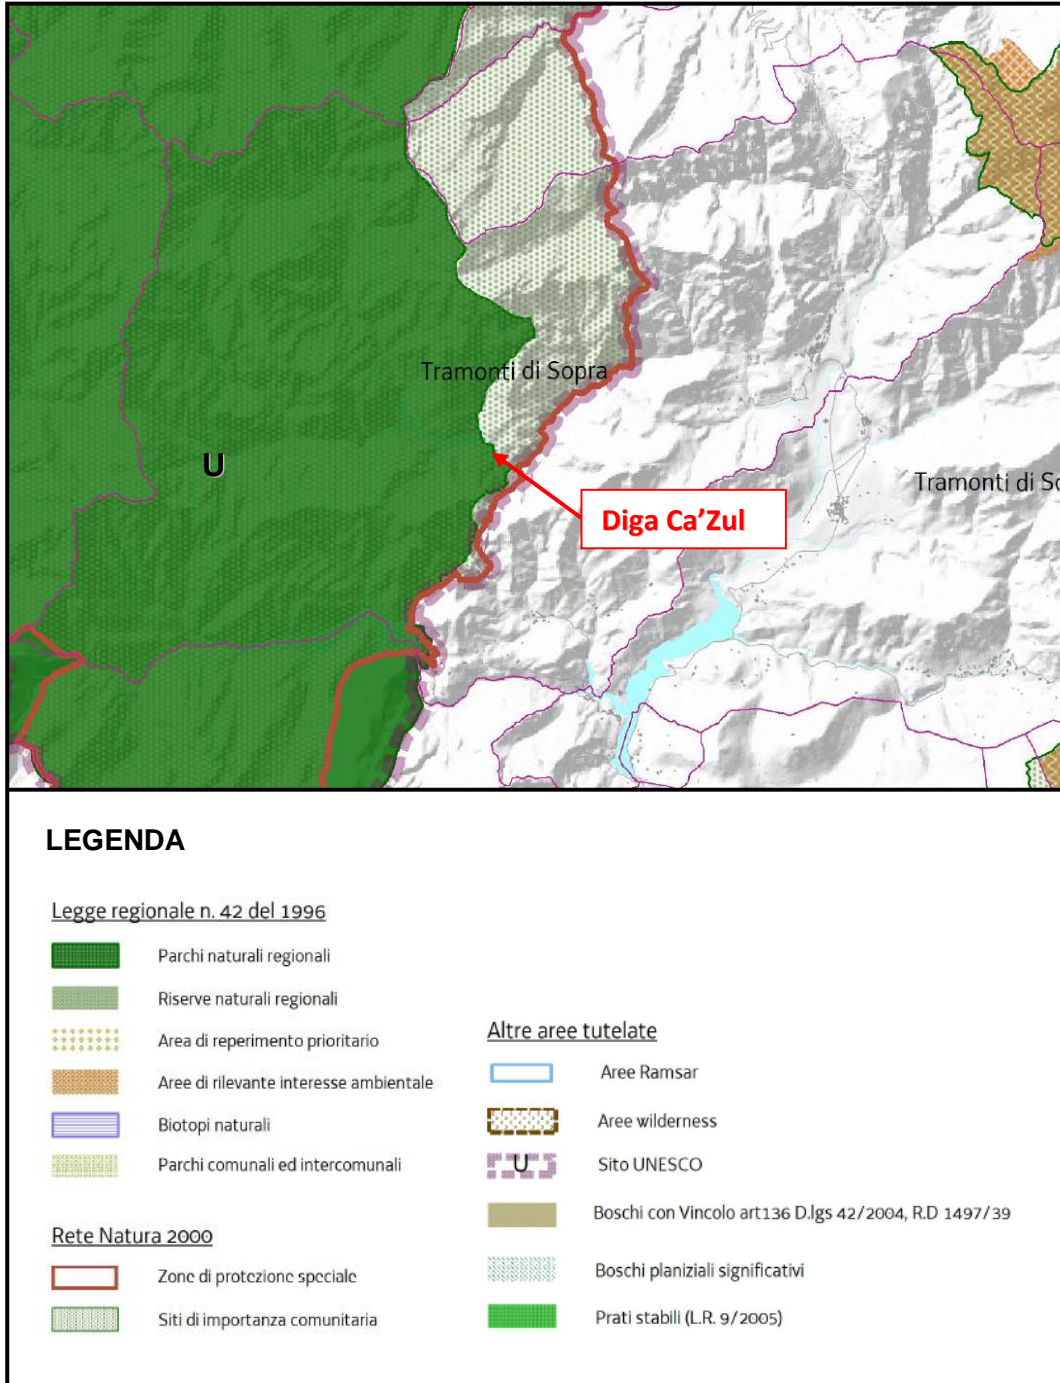 Tramonti di Sopra
U
Diga Ca'Zul
Tramonti di So
LEGENDA
Legge regionale n. 42 del 1996
Parchi naturali regionali
Riserve naturali regionali
Area di reperimento prioritario
Aree di rilevante interesse ambientale
Biotopi naturali
Parchi comunali ed intercomunali
Rete Natura 2000
Zone di protezione speciale
Siti di importanza comunitaria
Altre aree tutelate
Aree Ramsar
Aree wilderness
U Sito UNESCO
Boschi con Vincolo art136 D.lgs 42/2004, R.D 1497/39
Boschi planiziali significativi
Prati stabili (L.R. 9/2005)